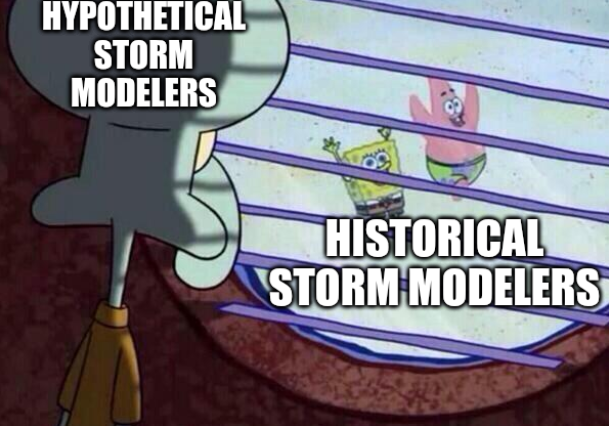 HYPOTHETICAL
STORM
MODELERS
HISTORICAL
STORM MODELERS